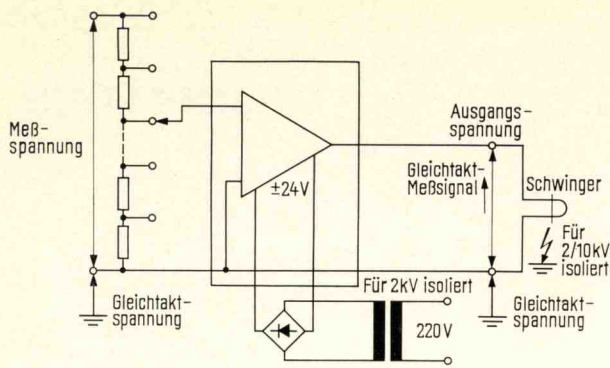 Meß-
spannung
Gleichtakt-
spannung
±24V
Für 2kV isoliert
220V
Ausgangs-
spannung
Gleichtakt-
Meßsignal
Schwinger
Für
2/10kV
isoliert
Gleichtakt-
spannung